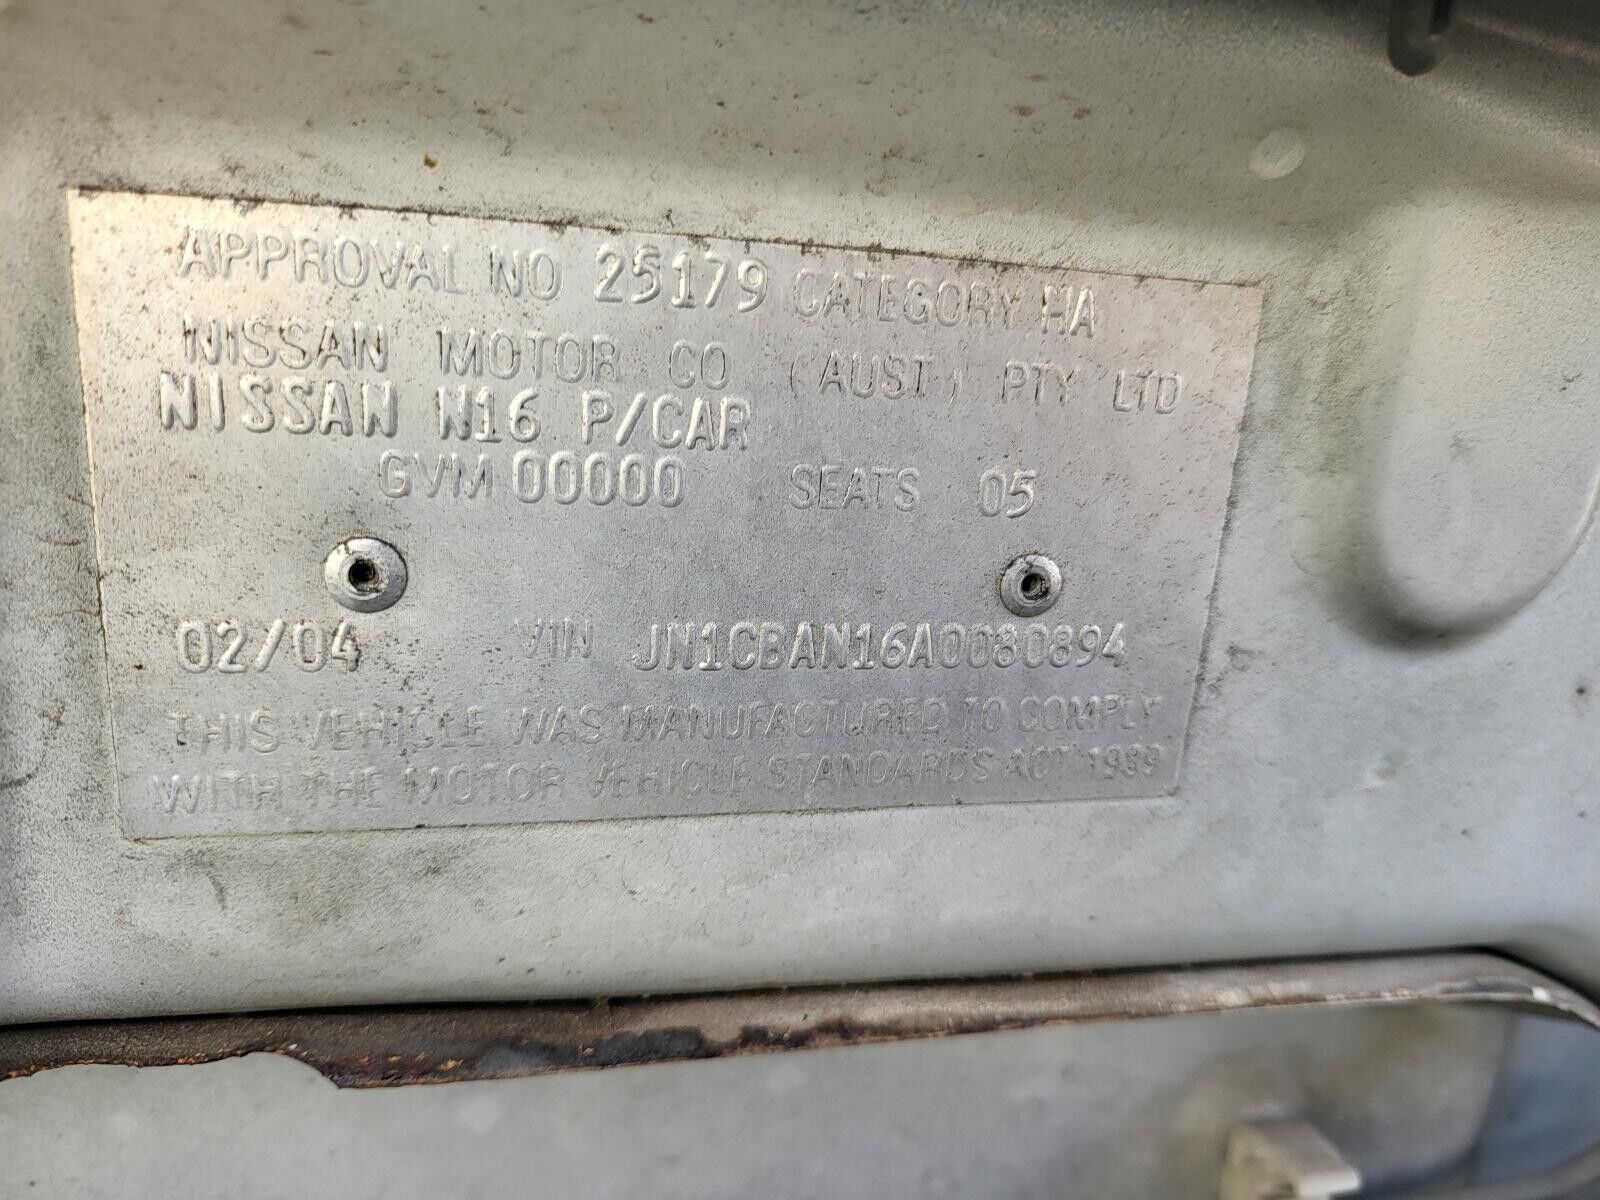 APPROVAL NO 25179 CATEGORY MA
NISSAN MOTOR CO (AUST) PTY LTD
NISSAN N16 P/CAR
GVM 00000 SEATS 05
02/04 VIN JN1CBAN16A0080894
THIS VEHICLE WAS MANUFACTURED TO COMPLY
WITH THE MOTOR VEHICLE STANDARDS ACT 1989